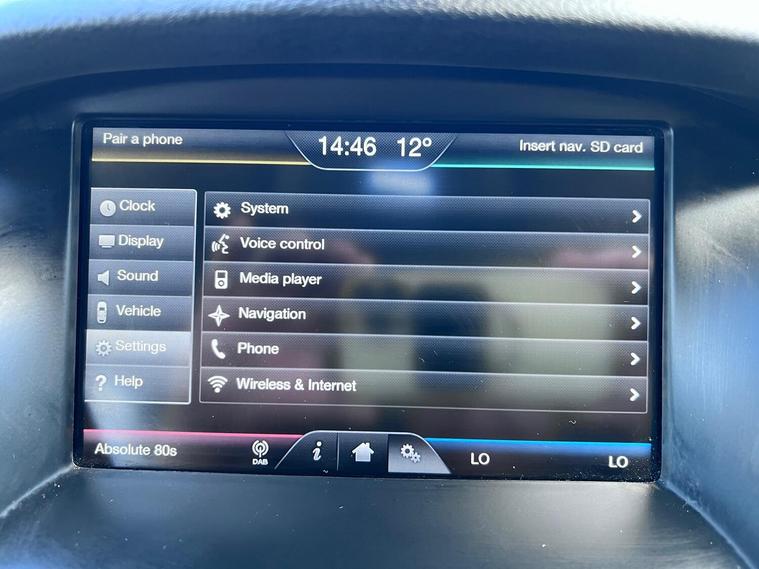 Pair a phone
14:46 12°
Insert nav. SD card
Clock
Display
Sound
Vehicle
Settings
? Help
System
Voice control
Media player
Navigation
Phone
Wireless & Internet
Absolute 80s
DAB
i
LO
LO